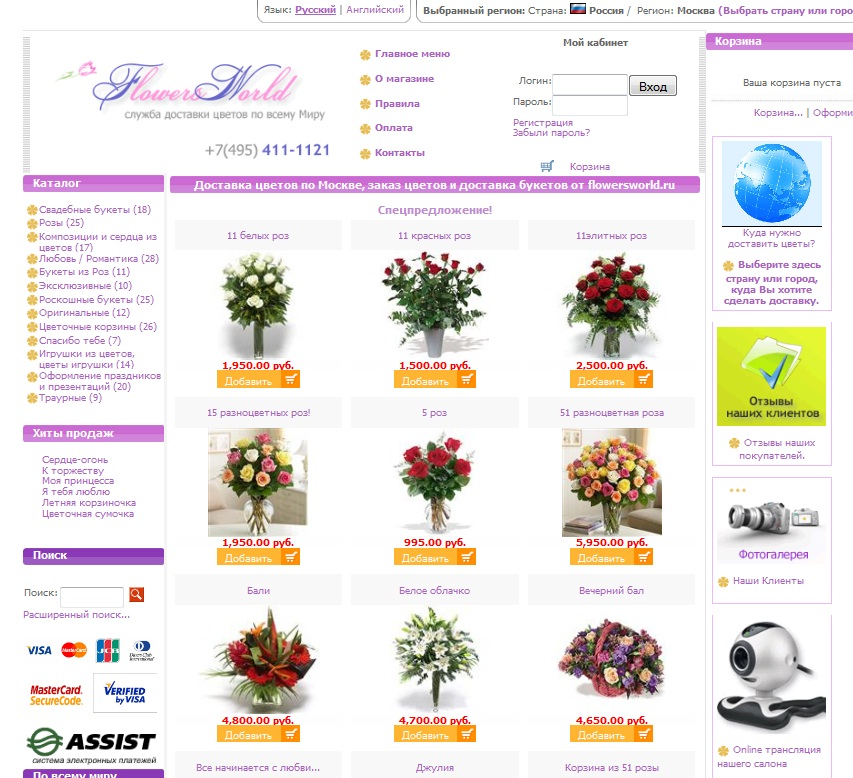 Язык: Русский | Английский
Выбранный регион: Страна: Россия / Регион: Москва (Выбрать страну или горо
FlowersWorld
служба доставки цветов по всему Миру
+7(495) 411-1121
Главное меню
О магазине
Правила
Оплата
Контакты
Мой кабинет
Логин:
Вход
Пароль:
Регистрация
Забыли пароль?
Корзина
Корзина
Ваша корзина пуста
Корзина... | Оформи
Каталог
Свадебные букеты (18)
Розы (25)
Композиции и сердца из
цветов (17)
Любовь / Романтика (28)
Букеты из Роз (11)
Эксклюзивные (10)
Роскошные букеты (25)
Оригинальные (12)
Цветочные корзины (26)
Спасибо тебе (7)
Игрушки из цветов,
цветы игрушки (14)
Оформление праздников
и презентаций (20)
Траурные (9)
Хиты продаж
Сердце-огонь
К торжеству
Моя принцесса
Я тебя люблю
Летняя корзиночка
Цветочная сумочка
Поиск
Поиск:
Расширенный поиск...
VISA MasterCard JCB Diners Club International
MasterCard. SecureCode.
VERIFIED by VISA
ASSIST
система электронных платежей
По всему миру
Доставка цветов по Москве, заказ цветов и доставка букетов от flowersworld.ru
Спецпредложение!
11 белых роз
11 красных роз
11элитных роз
1,950.00 руб.
1,500.00 руб.
2,500.00 руб.
Добавить
Добавить
Добавить
15 разноцветных роз!
5 роз
51 разноцветная роза
1,950.00 руб.
995.00 руб.
5,950.00 руб.
Добавить
Добавить
Добавить
Бали
Белое облачко
Вечерний бал
4,800.00 руб.
4,700.00 руб.
4,650.00 руб.
Добавить
Добавить
Добавить
Все начинается с любви...
Джулия
Корзина из 51 розы
Куда нужно
доставить цветы?
Выберите здесь
страну или город,
куда Вы хотите
сделать доставку.
Отзывы
наших клиентов
Отзывы наших
покупателей.
Фотогалерея
Наши Клиенты
Online трансляция
нашего салона